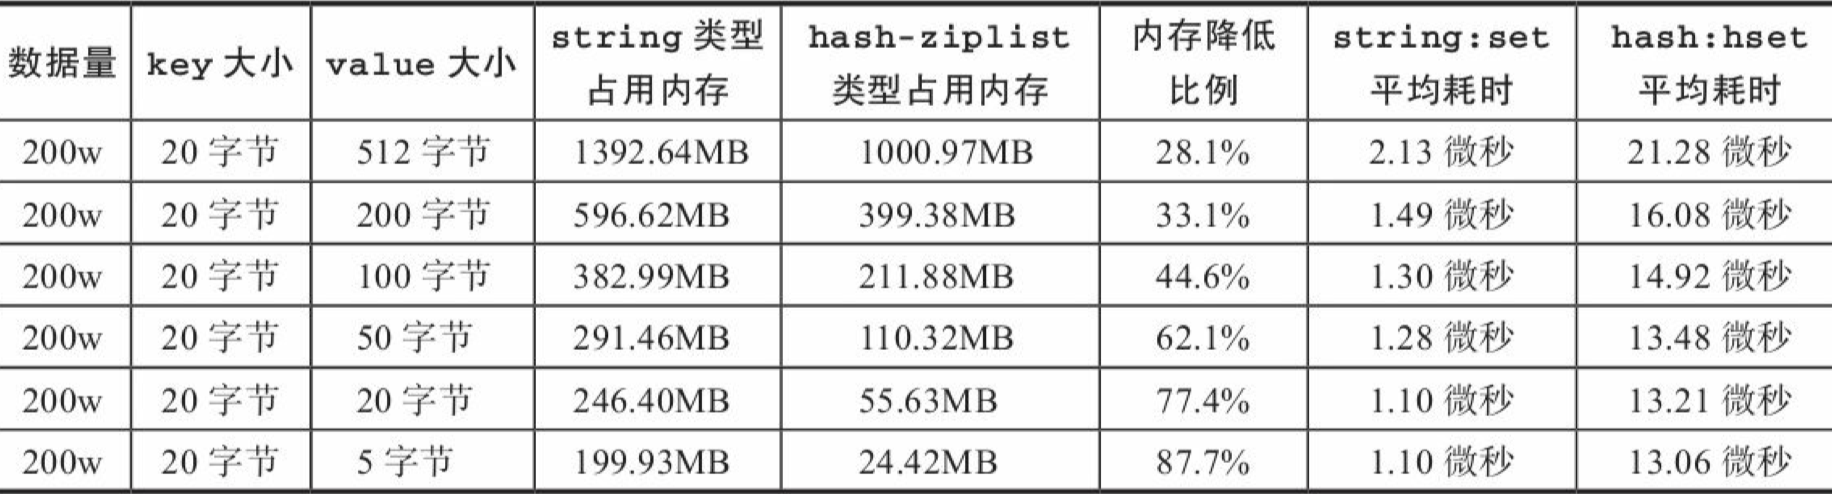 数据量 key 大小 value 大小 string 类型占用内存 hash-ziplist 类型占用内存 内存降低比例 string:set 平均耗时 hash:hset 平均耗时
200w 20 字节 512 字节 1392.64MB 1000.97MB 28.1% 2.13 微秒 21.28 微秒
200w 20 字节 200 字节 596.62MB 399.38MB 33.1% 1.49 微秒 16.08 微秒
200w 20 字节 100 字节 382.99MB 211.88MB 44.6% 1.30 微秒 14.92 微秒
200w 20 字节 50 字节 291.46MB 110.32MB 62.1% 1.28 微秒 13.48 微秒
200w 20 字节 20 字节 246.40MB 55.63MB 77.4% 1.10 微秒 13.21 微秒
200w 20 字节 5 字节 199.93MB 24.42MB 87.7% 1.10 微秒 13.06 微秒